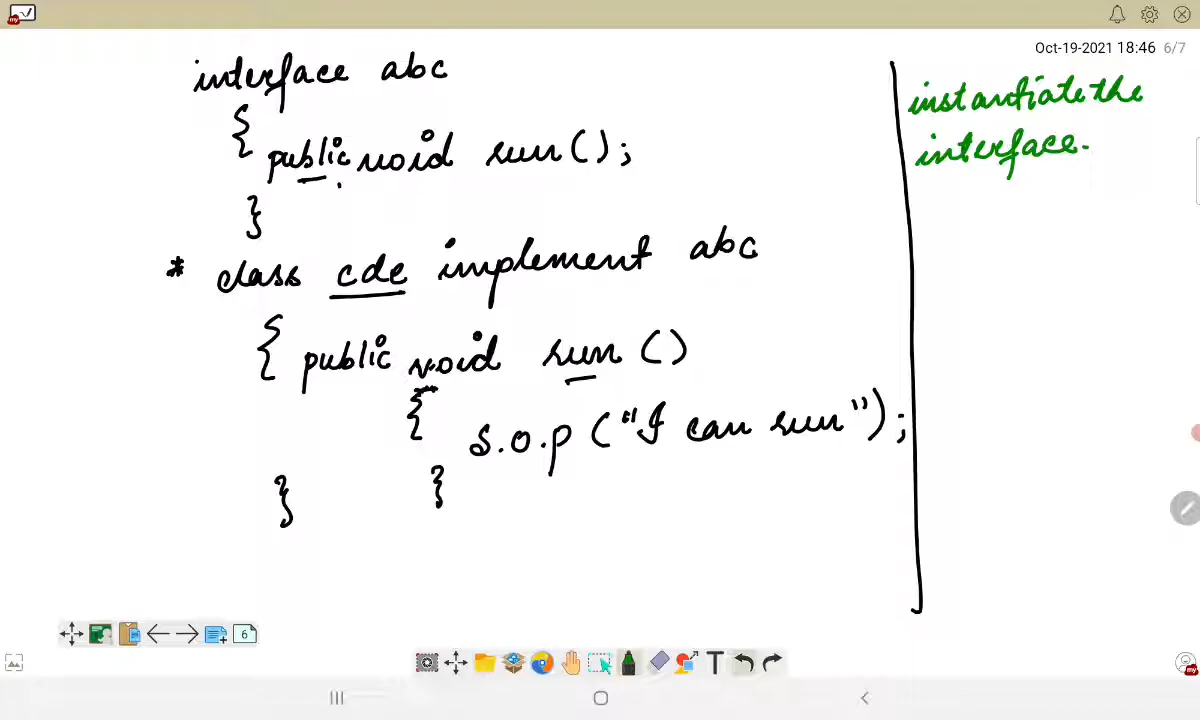 Oct-19-2021 18:46 6/7
interface abc
{
public void run();
}
* class cde implement abc
{ public void run()
{
S.O.P ("I can run");
} }
instantiate the
interface.
6